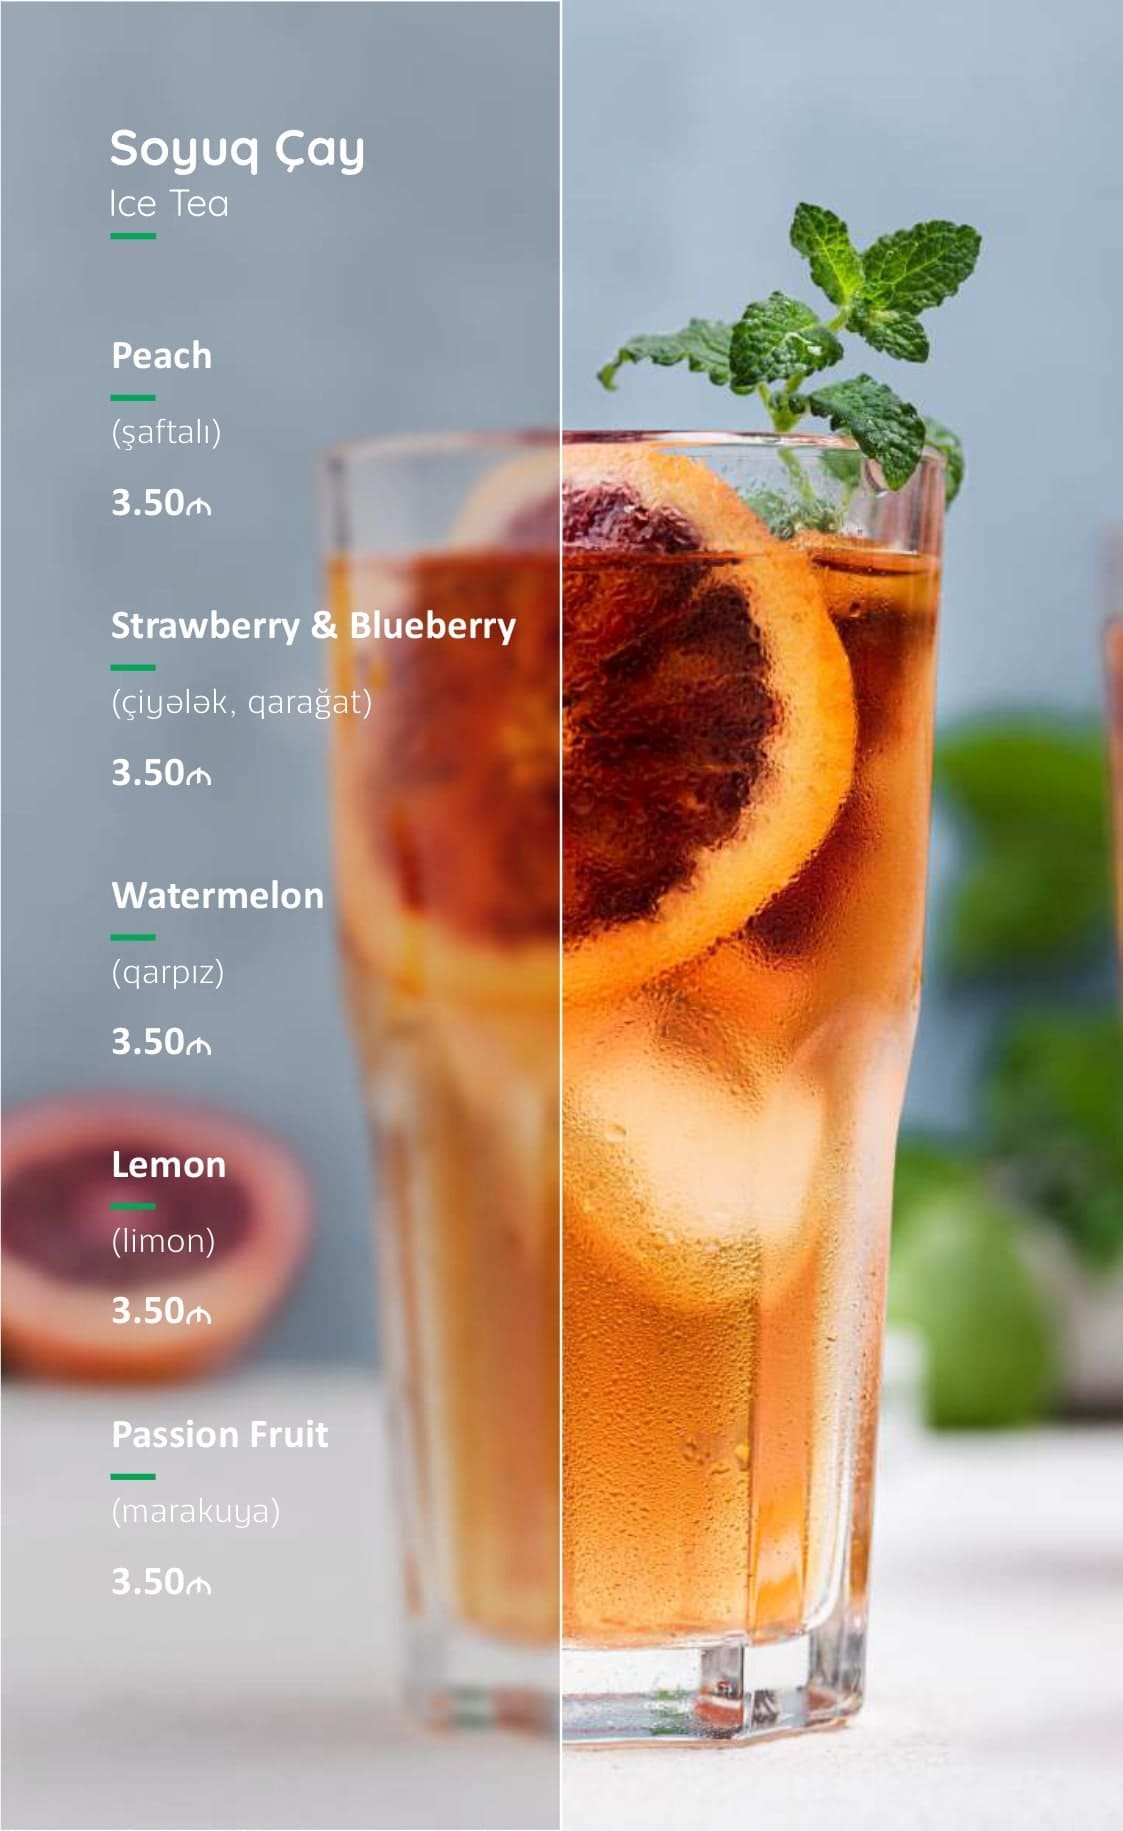 Soyuq Çay
Ice Tea
Peach
(şaftalı)
3.50₼
Strawberry & Blueberry
(çiyələk, qarağat)
3.50₼
Watermelon
(qarpız)
3.50₼
Lemon
(limon)
3.50₼
Passion Fruit
(marakuya)
3.50₼